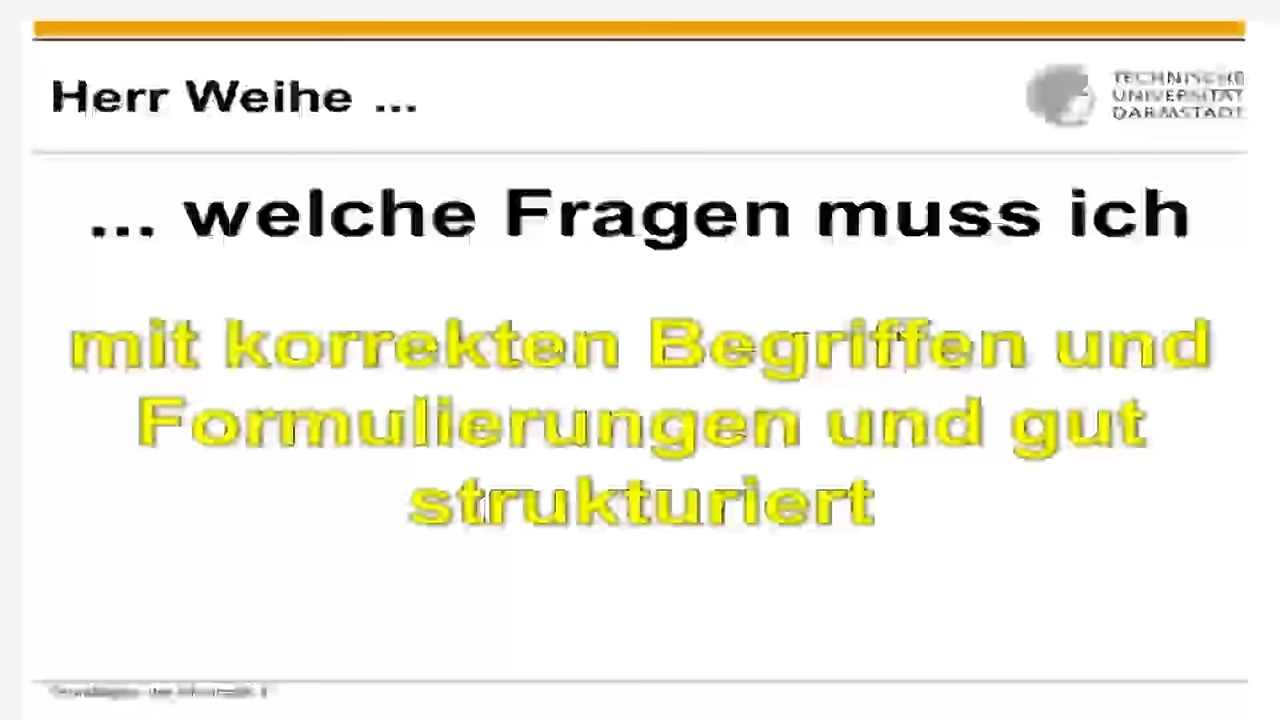 Herr Weihe ...
TECHNISCHE
UNIVERSITÄT
DARMSTADT
... welche Fragen muss ich
mit korrekten Begriffen und
Formulierungen und gut
strukturiert